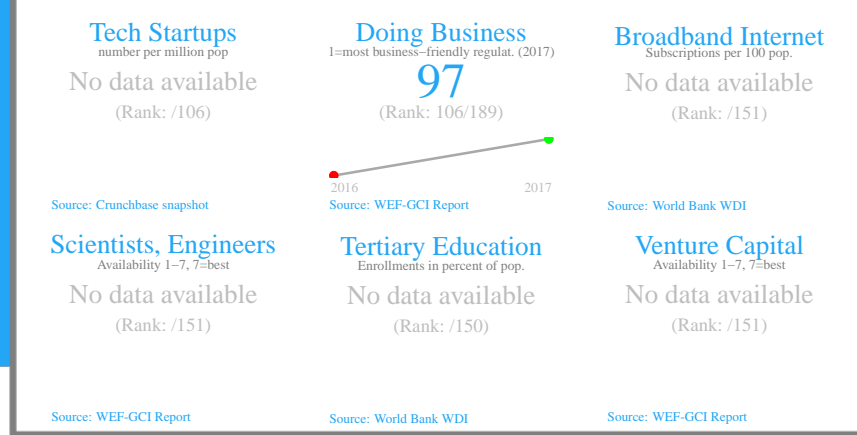 Tech Startups
number per million pop
No data available
(Rank: /106)
Source: Crunchbase snapshot
Doing Business
1=most business−friendly regulat. (2017)
97
(Rank: 106/189)
2016 2017
Source: WEF-GCI Report
Broadband Internet
Subscriptions per 100 pop.
No data available
(Rank: /151)
Source: World Bank WDI
Scientists, Engineers
Availability 1−7, 7=best
No data available
(Rank: /151)
Source: WEF-GCI Report
Tertiary Education
Enrollments in percent of pop.
No data available
(Rank: /150)
Source: World Bank WDI
Venture Capital
Availability 1−7, 7=best
No data available
(Rank: /151)
Source: WEF-GCI Report